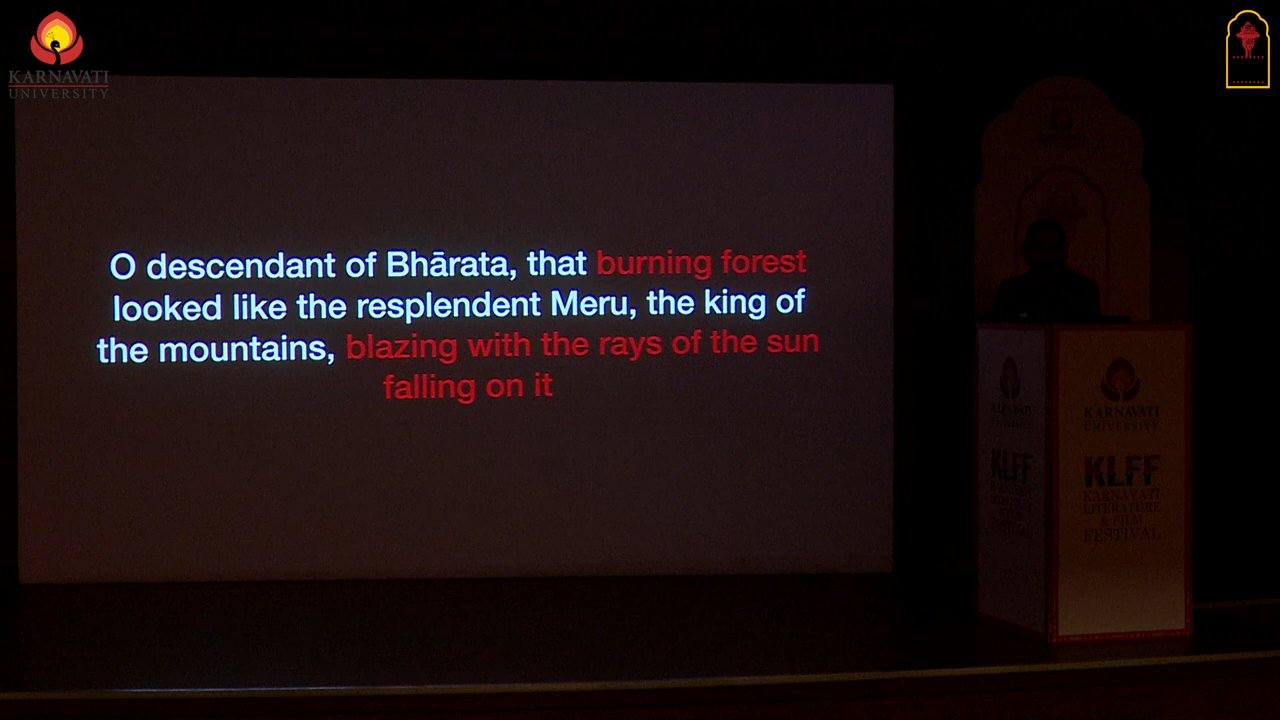 KARNAVATI
UNIVERSITY
O descendant of Bhārata, that burning forest
looked like the resplendent Meru, the king of
the mountains, blazing with the rays of the sun
falling on it
KARNAVATI
UNIVERSITY
KLFF
KARNAVATI
LITERATURE
& FILM
FESTIVAL
KLFF